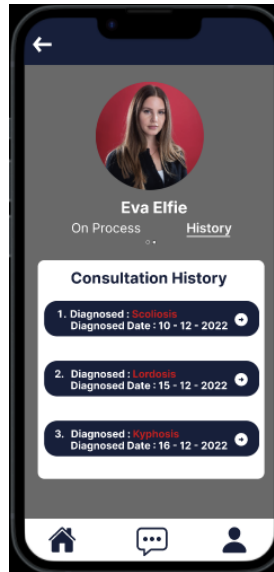 Eva Elfie
On Process History
Consultation History
1. Diagnosed : Scoliosis
Diagnosed Date : 10 - 12 - 2022
2. Diagnosed : Lordosis
Diagnosed Date : 15 - 12 - 2022
3. Diagnosed : Kyphosis
Diagnosed Date : 16 - 12 - 2022